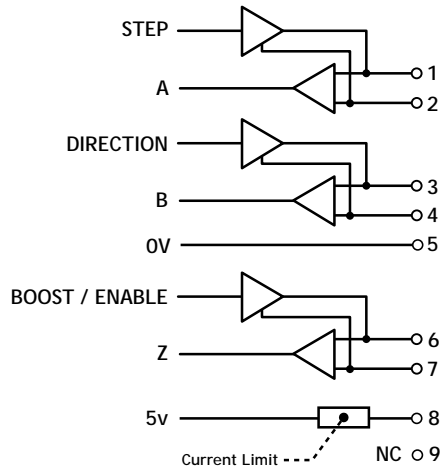 STEP
1
A
2
DIRECTION
3
B
4
0V
5
BOOST / ENABLE
6
Z
7
5v
8
Current Limit
NC 9